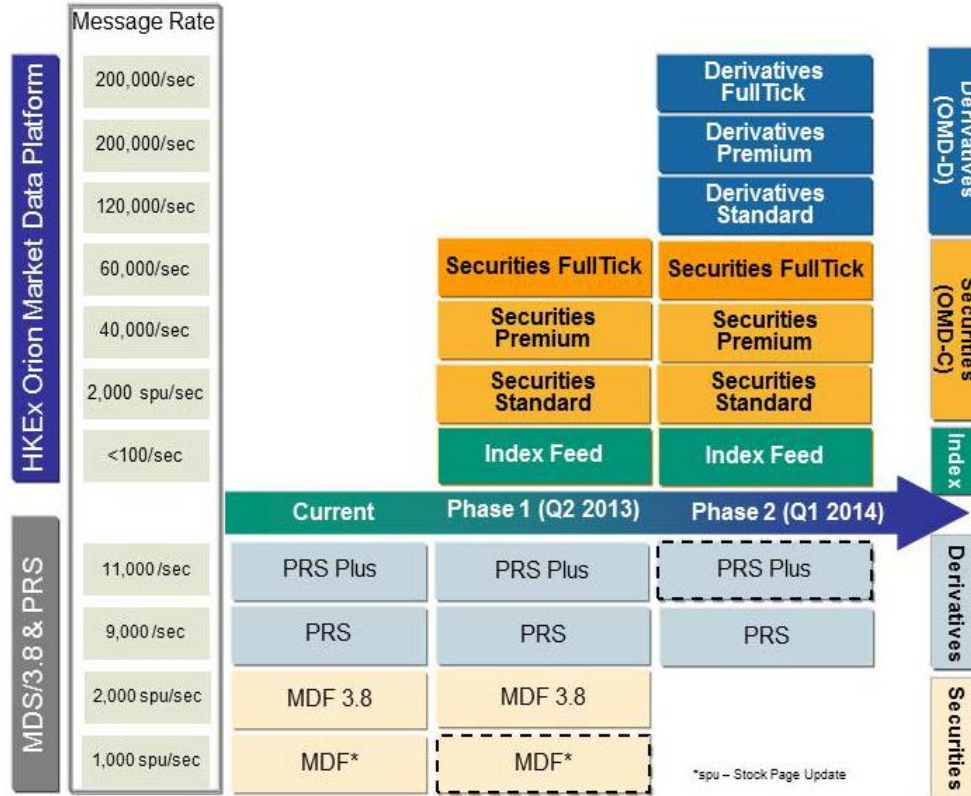 Message Rate
HKEx Orion Market Data Platform
200,000/sec
Derivatives
FullTick
Derivatives
(OMD-D)
200,000/sec
Derivatives
Premium
120,000/sec
Derivatives
Standard
60,000/sec
Securities FullTick
Securities FullTick
Securities
(OMD-C)
40,000/sec
Securities
Premium
Securities
Premium
2,000 spu/sec
Securities
Standard
Securities
Standard
<100/sec
Index Feed
Index Feed
Index
Current
Phase 1 (Q2 2013)
Phase 2 (Q1 2014)
MDS/3.8 & PRS
11,000/sec
PRS Plus
PRS Plus
PRS Plus
Derivatives
9,000/sec
PRS
PRS
PRS
2,000 spu/sec
MDF 3.8
MDF 3.8
Securities
1,000 spu/sec
MDF*
MDF*
*spu – Stock Page Update